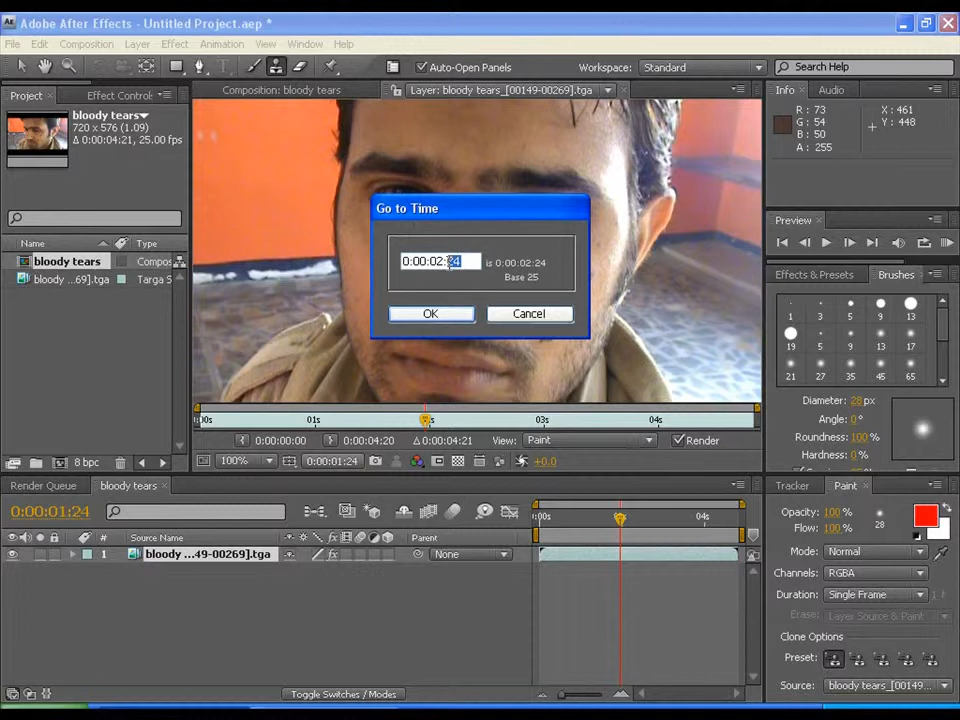 Adobe After Effects - Untitled Project.aep *
File Edit Composition Layer Effect Animation View Window Help
Auto-Open Panels Workspace: Standard Search Help
Project Effect Control: Composition: bloody tears Layer: bloody tears_[00149-00269].tga Info Audio
bloody tears
720 x 576 (1.09)
Δ 0:00:04:21, 25.00 fps
R : 73 X : 461
G : 54 Y : 448
B : 50
A : 255
Preview
Name Type
bloody tears Compos
bloody ...69].tga Targa S
Go to Time
0:00:02:24 is 0:00:02:24
Base 25
OK Cancel
Effects & Presets Brushes
1 3 5 9 13
19 5 9 13 17
21 27 35 45 65
Diameter: 28 px
Angle: 0°
Roundness: 100 %
Hardness: 0 %
:00s 01s 03s 04s
0:00:00:00 0:00:04:20 Δ 0:00:04:21 View: Paint Render
8 bpc 100% 0:00:01:24 +0.0
Render Queue bloody tears
0:00:01:24
:00s 04s
# Source Name Parent
1 bloody ...49-00269].tga None
Toggle Switches / Modes
Tracker Paint
Opacity: 100 %
Flow: 100 % 28
Mode: Normal
Channels: RGBA
Duration: Single Frame 1
Erase: Layer Source & Paint
Clone Options
Preset:
Source: bloody tears_[00149...